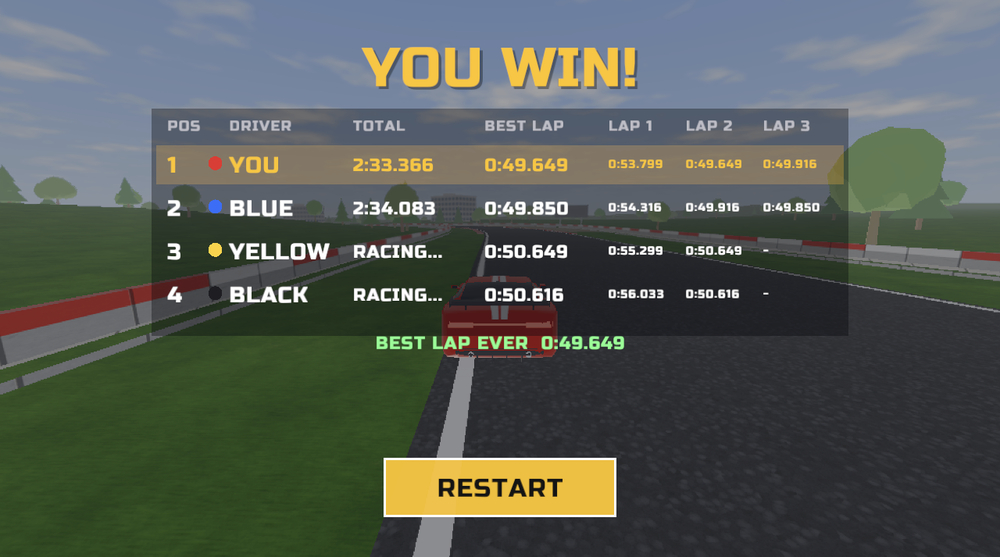 YOU WIN!
POS DRIVER TOTAL BEST LAP LAP 1 LAP 2 LAP 3
1 YOU 2:33.366 0:49.649 0:53.799 0:49.649 0:49.916
2 BLUE 2:34.083 0:49.850 0:54.316 0:49.916 0:49.850
3 YELLOW RACING... 0:50.649 0:55.299 0:50.649 -
4 BLACK RACING... 0:50.616 0:56.033 0:50.616 -
BEST LAP EVER 0:49.649
RESTART